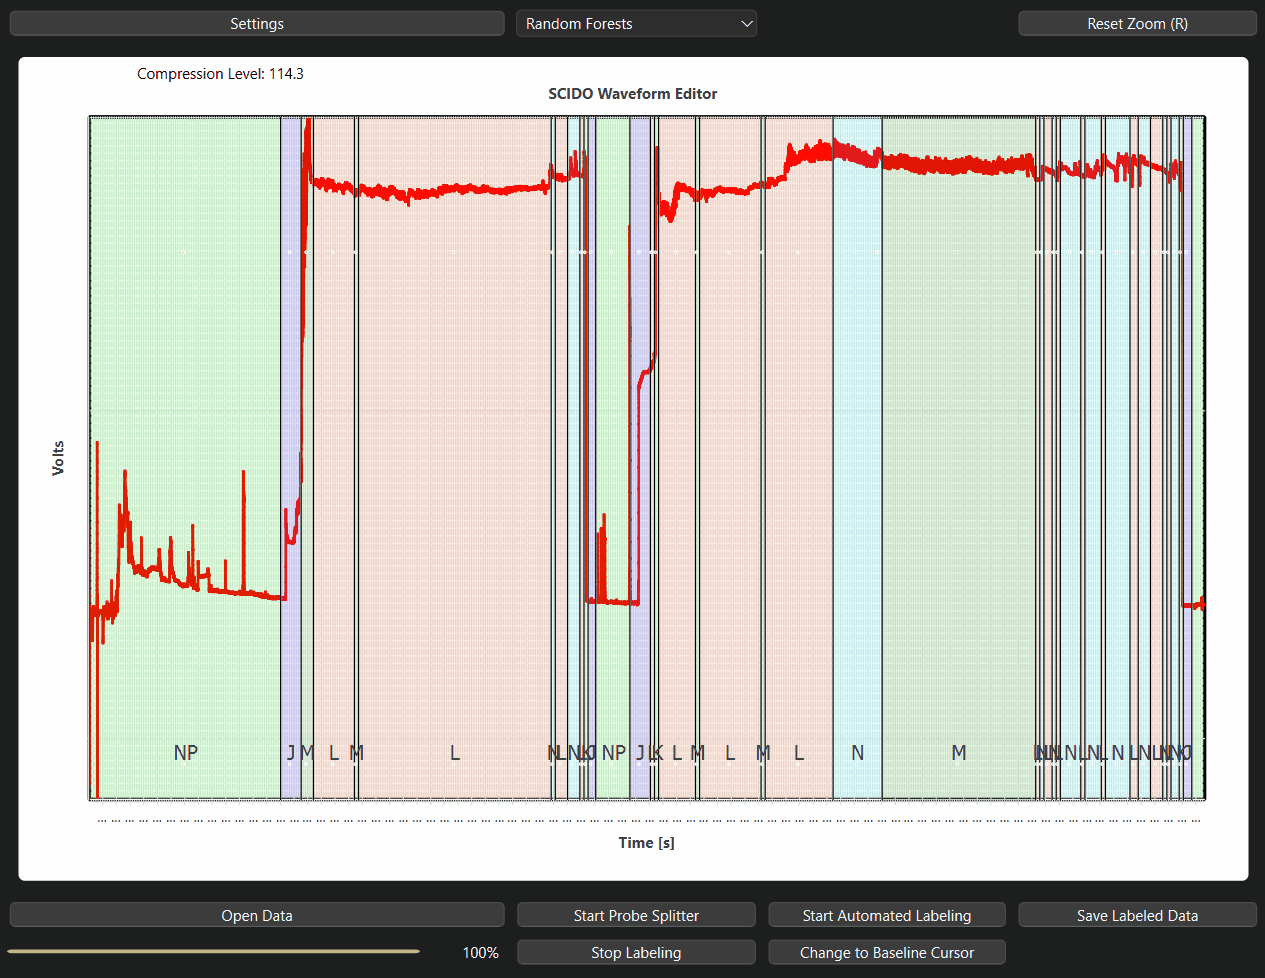 Settings
Random Forests
Reset Zoom (R)
Compression Level: 114.3
SCIDO Waveform Editor
Volts
NP J M L M L NP J K L M L M L N M N L N L N L N J
... ... ... ... ... ... ... ... ... ... ... ... ... ... ... ... ... ... ... ... ... ... ... ... ... ... ... ... ... ... ... ... ... ... ... ... ... ... ... ... ... ... ... ... ... ... ... ... ... ... ... ... ... ... ... ... ... ... ... ... ... ... ... ... ... ... ... ... ... ... ... ... ... ... ... ... ... ... ... ... ...
Time [s]
Open Data
Start Probe Splitter
Start Automated Labeling
Save Labeled Data
100%
Stop Labeling
Change to Baseline Cursor